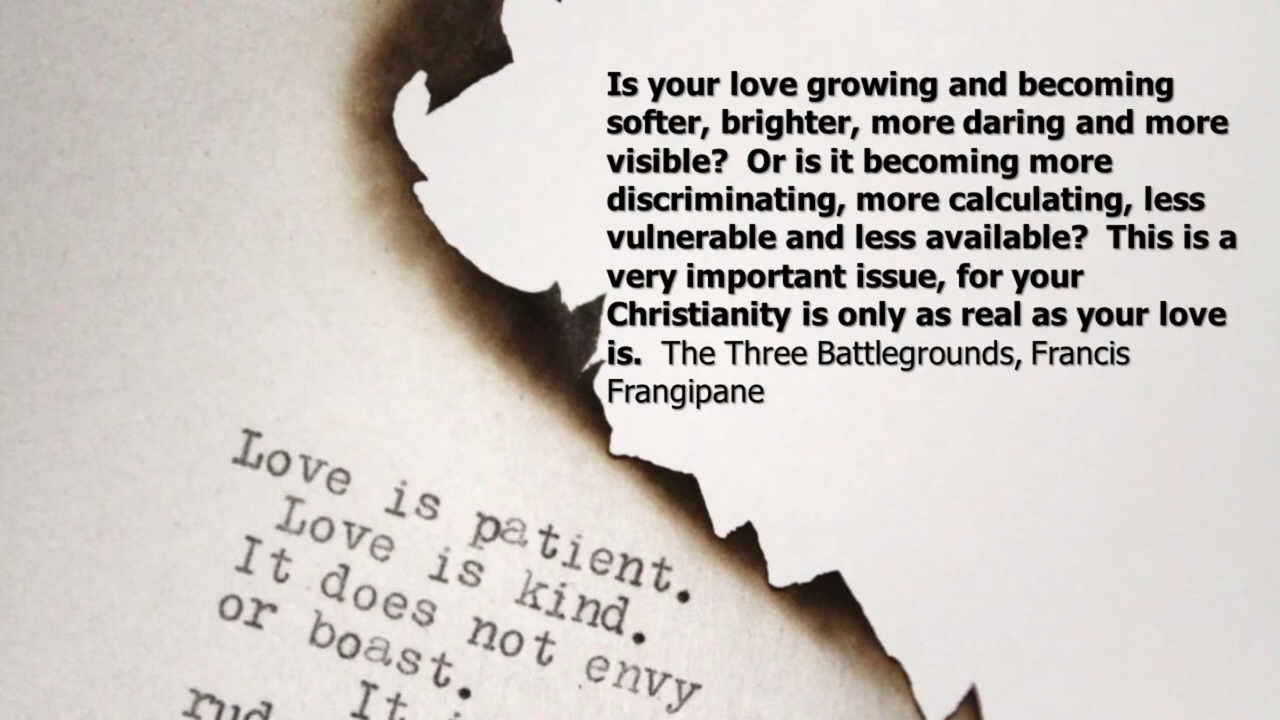 Is your love growing and becoming
softer, brighter, more daring and more
visible?  Or is it becoming more
discriminating, more calculating, less
vulnerable and less available?  This is a
very important issue, for your
Christianity is only as real as your love
is.  The Three Battlegrounds, Francis
Frangipane
Love is patient.
Love is kind.
It does not envy
or boast.
It